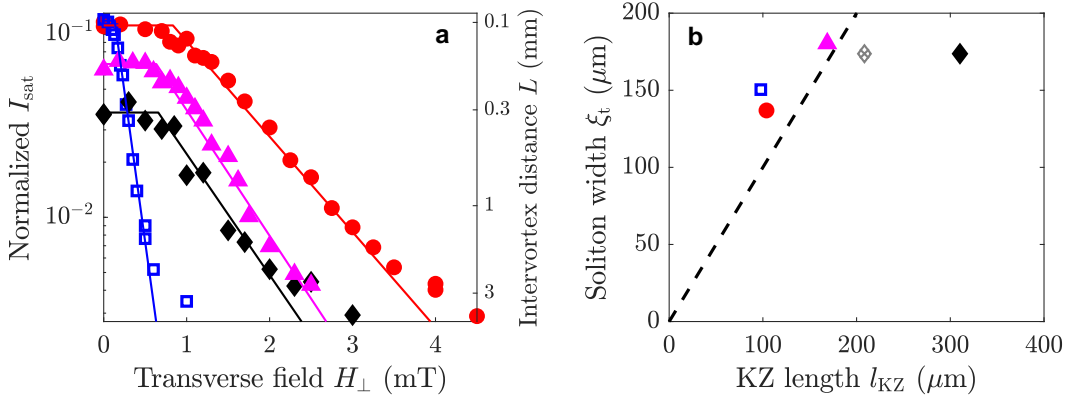 a
10⁻¹
10⁻²
Normalized I_sat
0 1 2 3 4
Transverse field H_⊥ (mT)
0.1
0.3
1
3
Intervortex distance L (mm)
b
200
150
100
50
0
Soliton width ξ_t (μm)
0 100 200 300 400
KZ length l_KZ (μm)